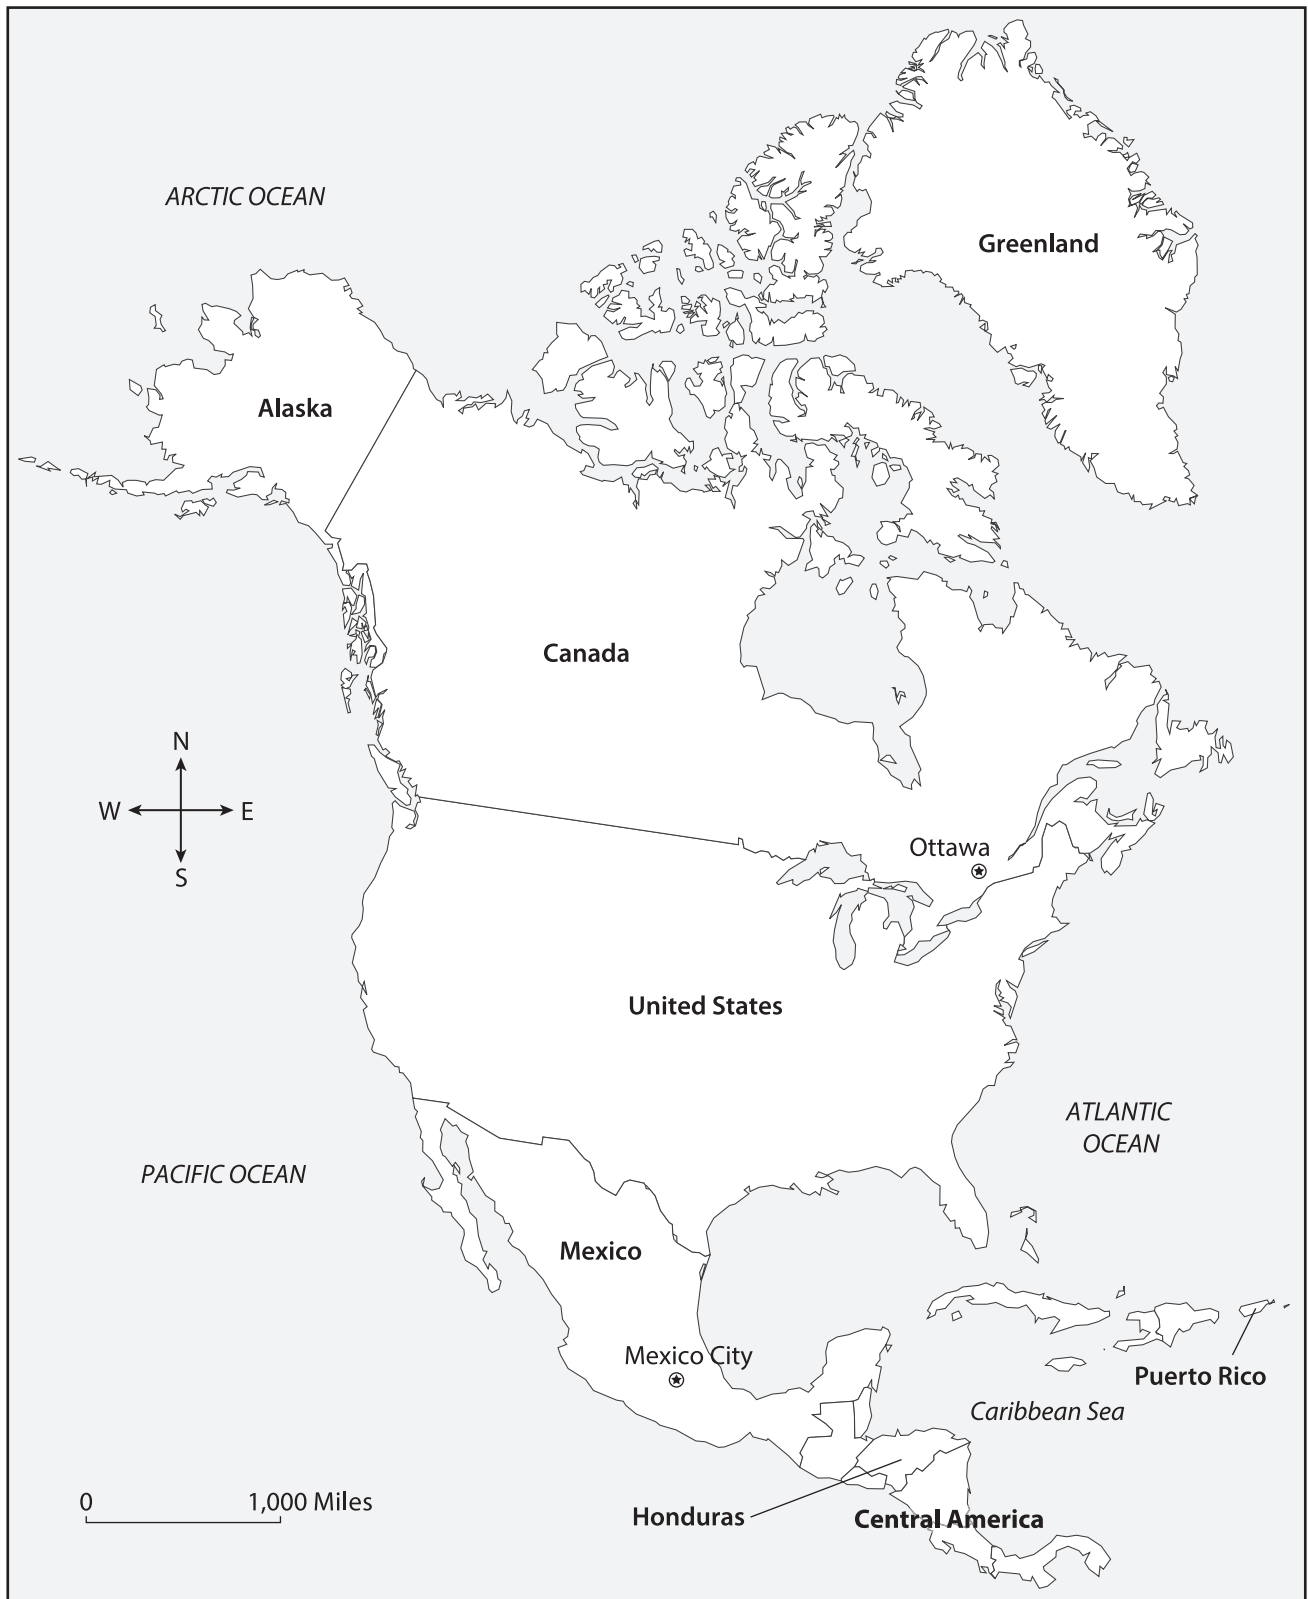 ARCTIC OCEAN
Greenland
Alaska
Canada
N
W E
S
Ottawa
United States
ATLANTIC
OCEAN
PACIFIC OCEAN
Mexico
Mexico City
Puerto Rico
Caribbean Sea
0 1,000 Miles
Honduras
Central America